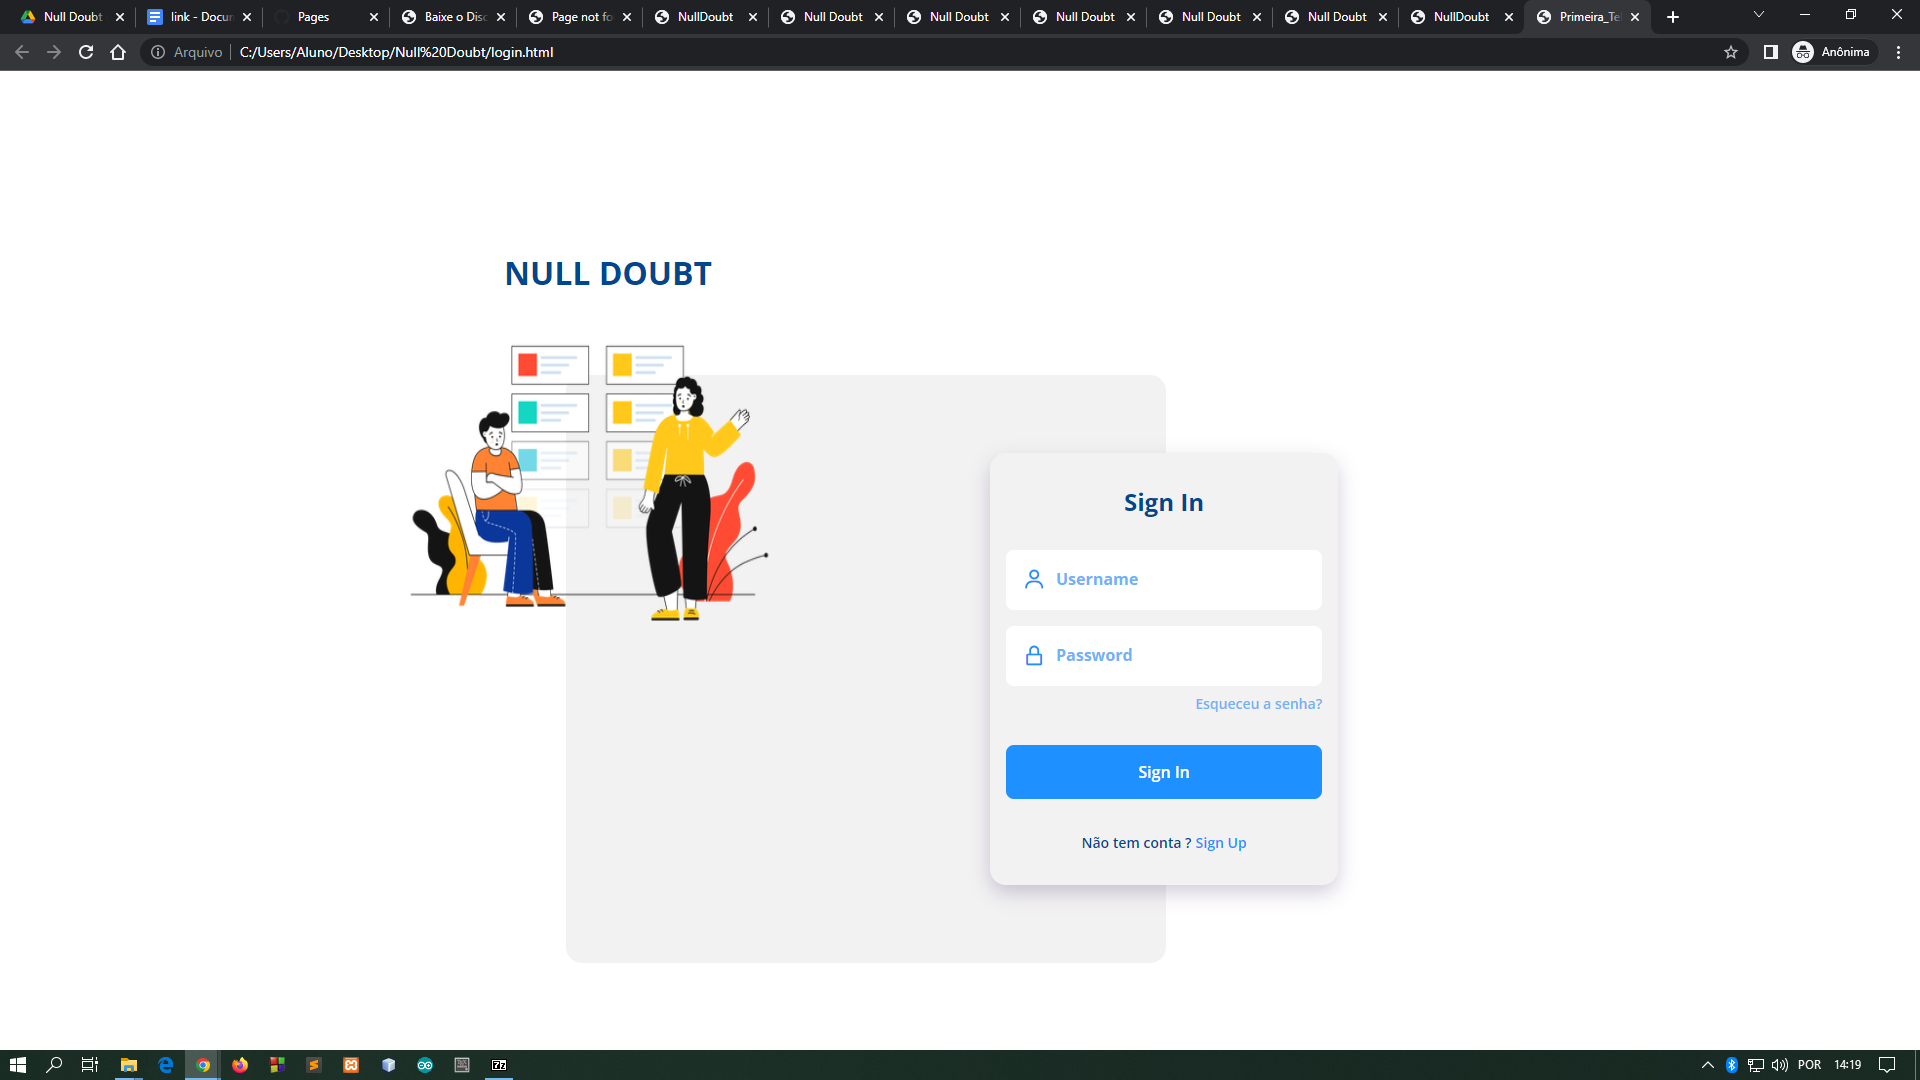 Null Doubt
link - Docun
Pages
Baixe o Disc
Page not fo
NullDoubt
Null Doubt
Null Doubt
Null Doubt
Null Doubt
Null Doubt
NullDoubt
Primeira_Te
Arquivo
C:/Users/Aluno/Desktop/Null%20Doubt/login.html
Anônima
NULL DOUBT
Sign In
Username
Password
Esqueceu a senha?
Sign In
Não tem conta ? Sign Up
POR
14:19